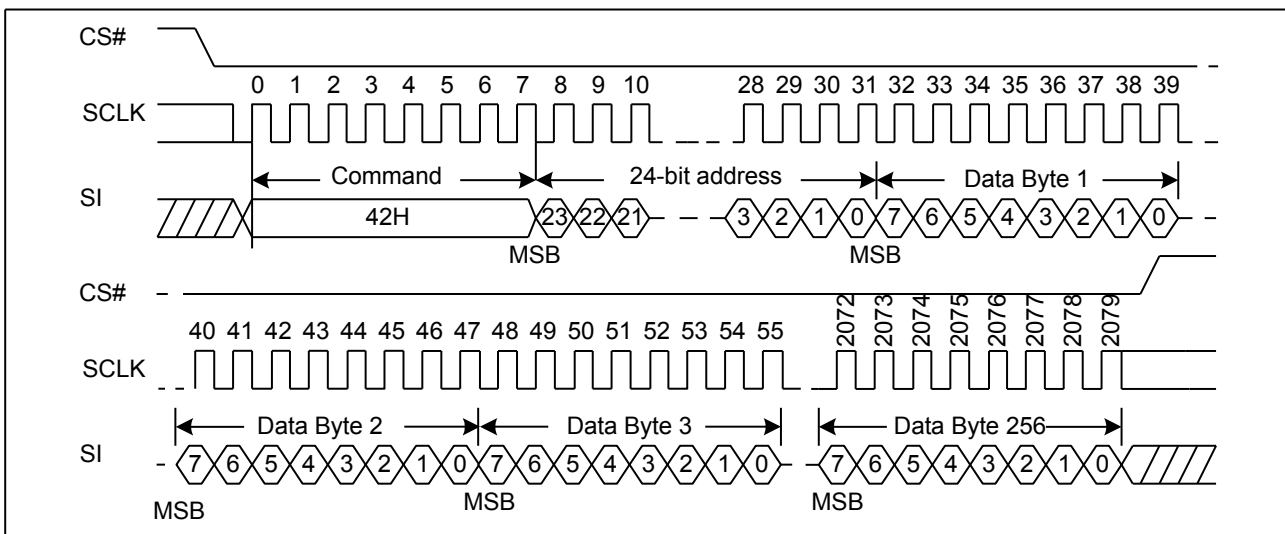 CS#
0 1 2 3 4 5 6 7 8 9 10 28 29 30 31 32 33 34 35 36 37 38 39
SCLK
Command 24-bit address Data Byte 1
SI
42H 23 22 21 3 2 1 0 7 6 5 4 3 2 1 0
MSB MSB
CS#
40 41 42 43 44 45 46 47 48 49 50 51 52 53 54 55 2072 2073 2074 2075 2076 2077 2078 2079
SCLK
Data Byte 2 Data Byte 3 Data Byte 256
SI
7 6 5 4 3 2 1 0 7 6 5 4 3 2 1 0 7 6 5 4 3 2 1 0
MSB MSB MSB